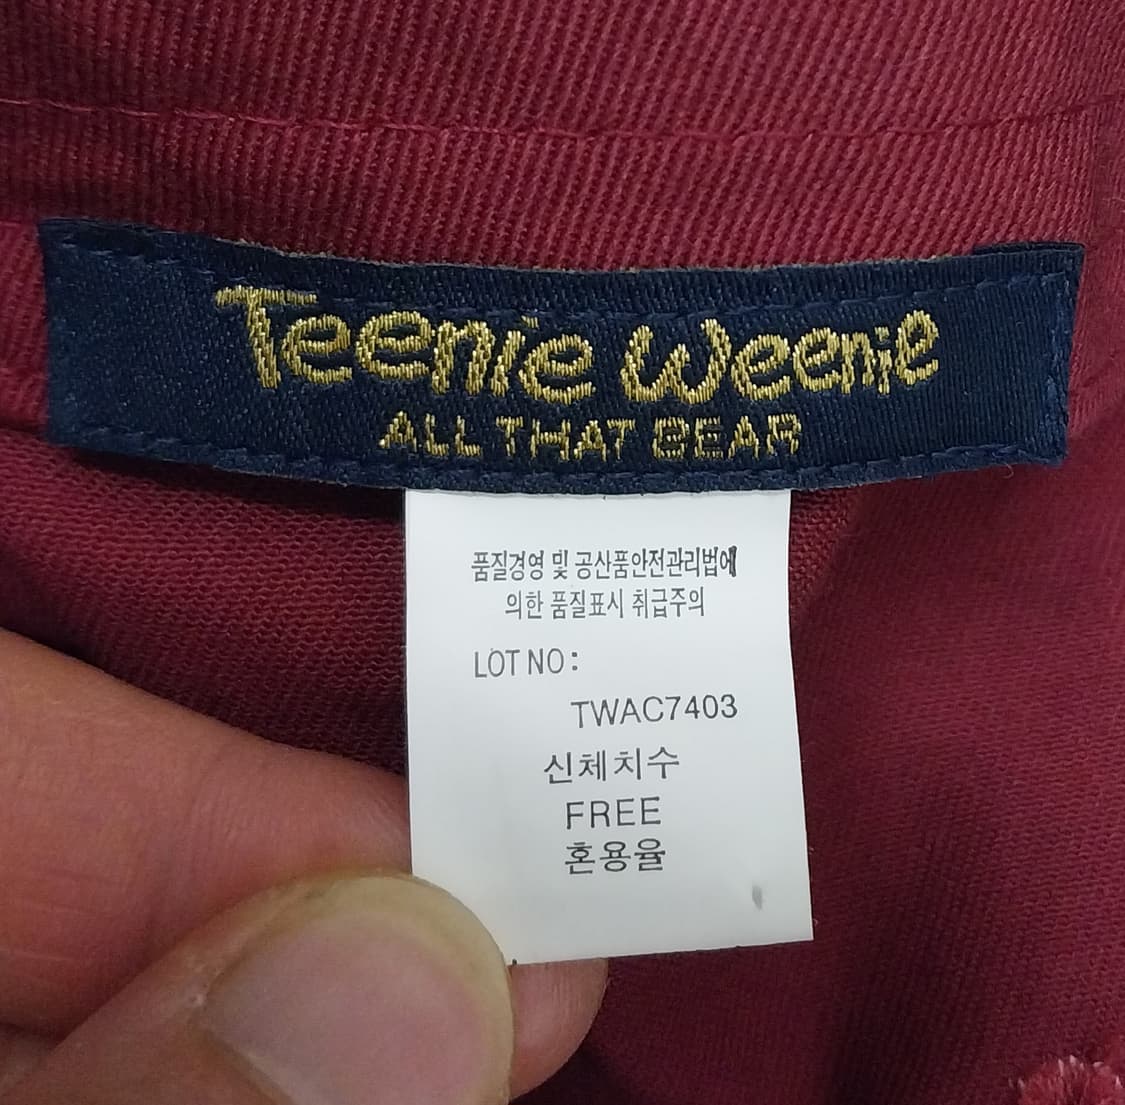 Teenie Weenie
ALL THAT BEAR
품질경영 및 공산품안전관리법에
의한 품질표시 취급주의
LOT NO:
TWAC7403
신체치수
FREE
혼용율